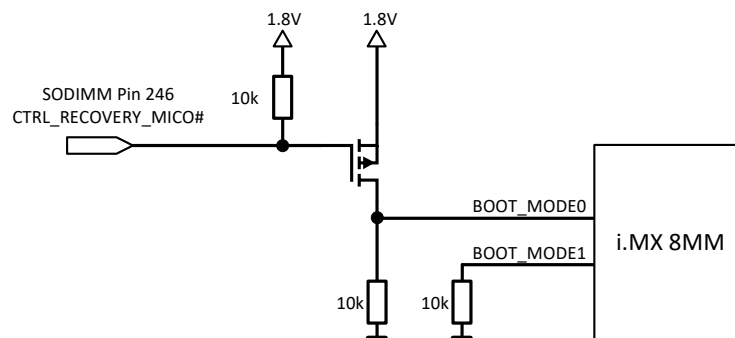 1.8V
1.8V
SODIMM Pin 246
CTRL_RECOVERY_MICO#
10k
BOOT_MODE0
BOOT_MODE1
i.MX 8MM
10k
10k